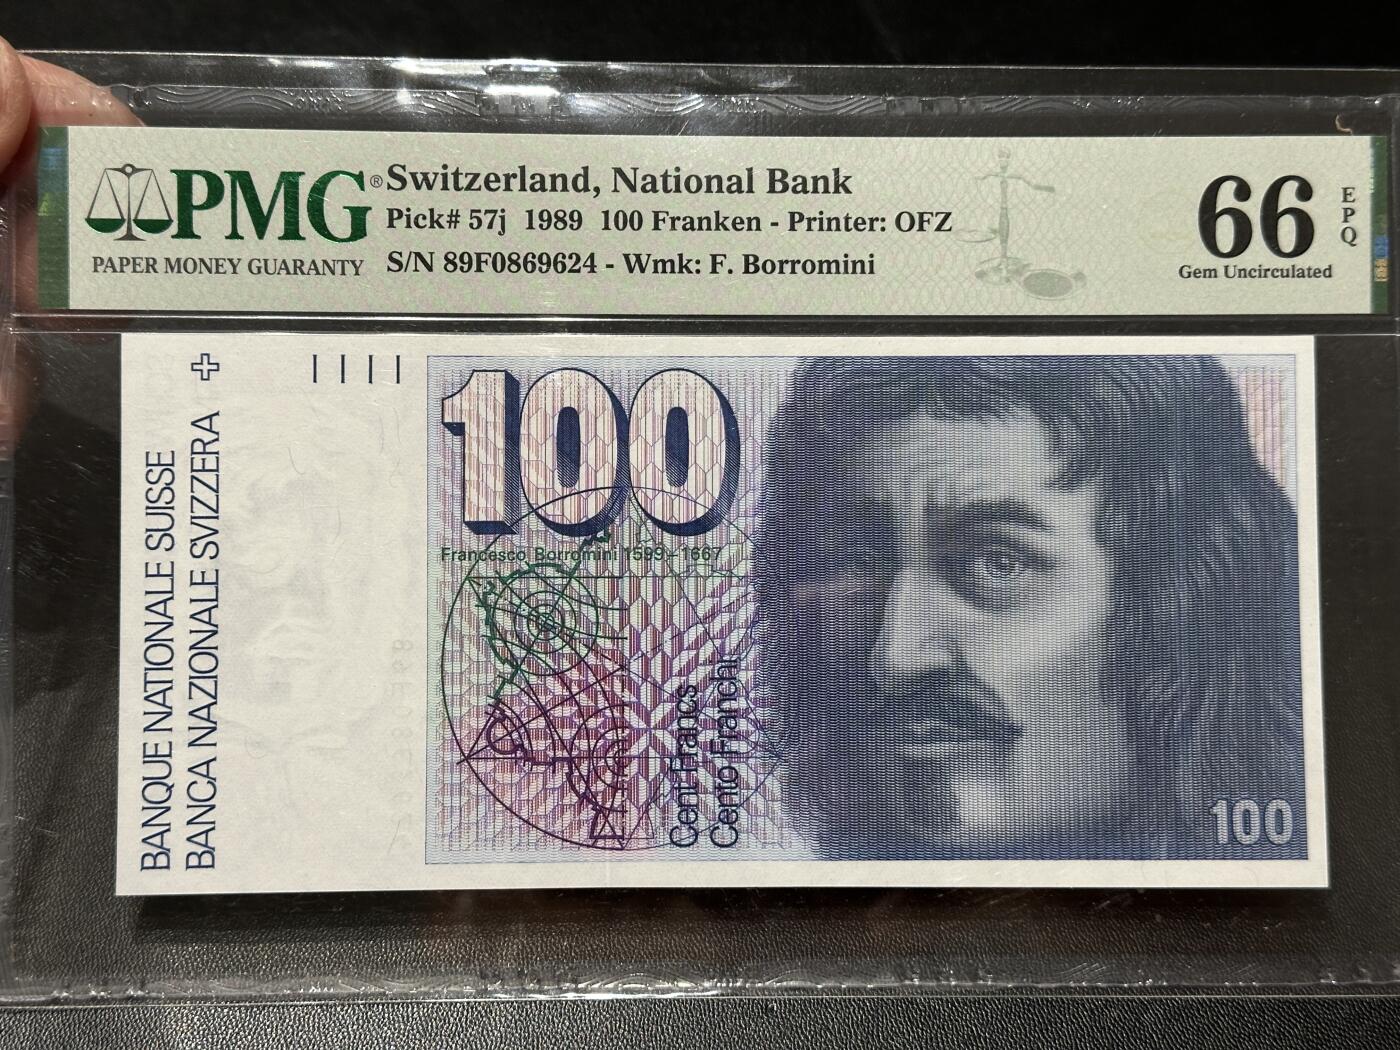 PMG®
PAPER MONEY GUARANTY
Switzerland, National Bank
Pick# 57j 1989 100 Franken - Printer: OFZ
S/N 89F0869624 - Wmk: F. Borromini
66
EPQ
Gem Uncirculated
BANQUE NATIONALE SUISSE
BANCA NAZIONALE SVIZZERA
100
Francesco Borromini 1599-1667
Cent Francs
Cento Franchi
100